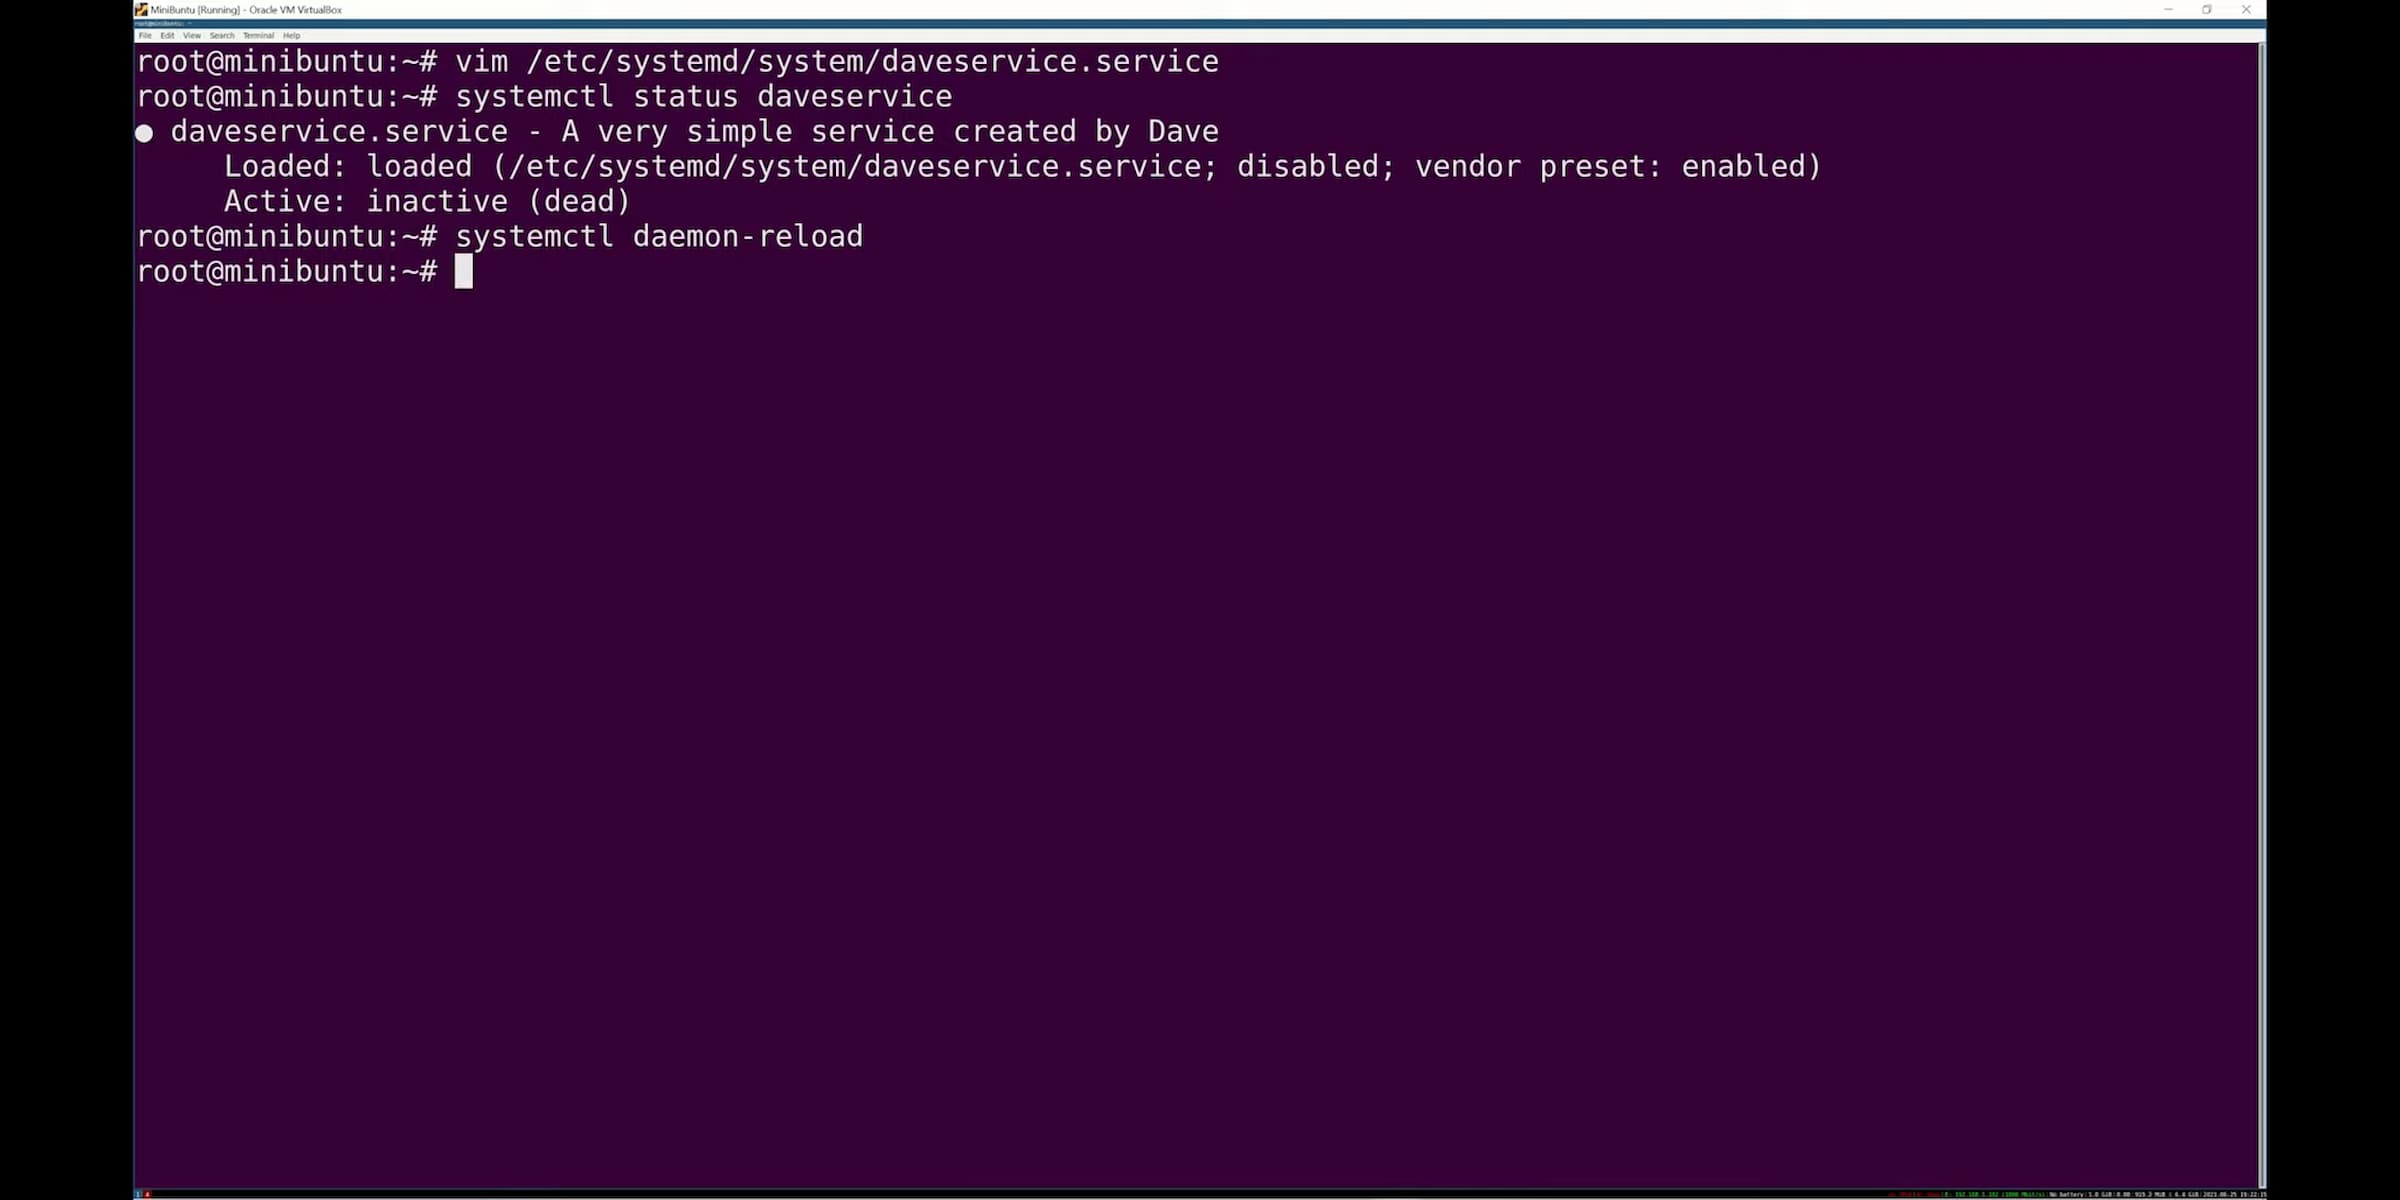 MiniBuntu [Running] - Oracle VM VirtualBox
root@minibuntu: ~
File Edit View Search Terminal Help
root@minibuntu:~# vim /etc/systemd/system/daveservice.service
root@minibuntu:~# systemctl status daveservice
● daveservice.service - A very simple service created by Dave
Loaded: loaded (/etc/systemd/system/daveservice.service; disabled; vendor preset: enabled)
Active: inactive (dead)
root@minibuntu:~# systemctl daemon-reload
root@minibuntu:~#